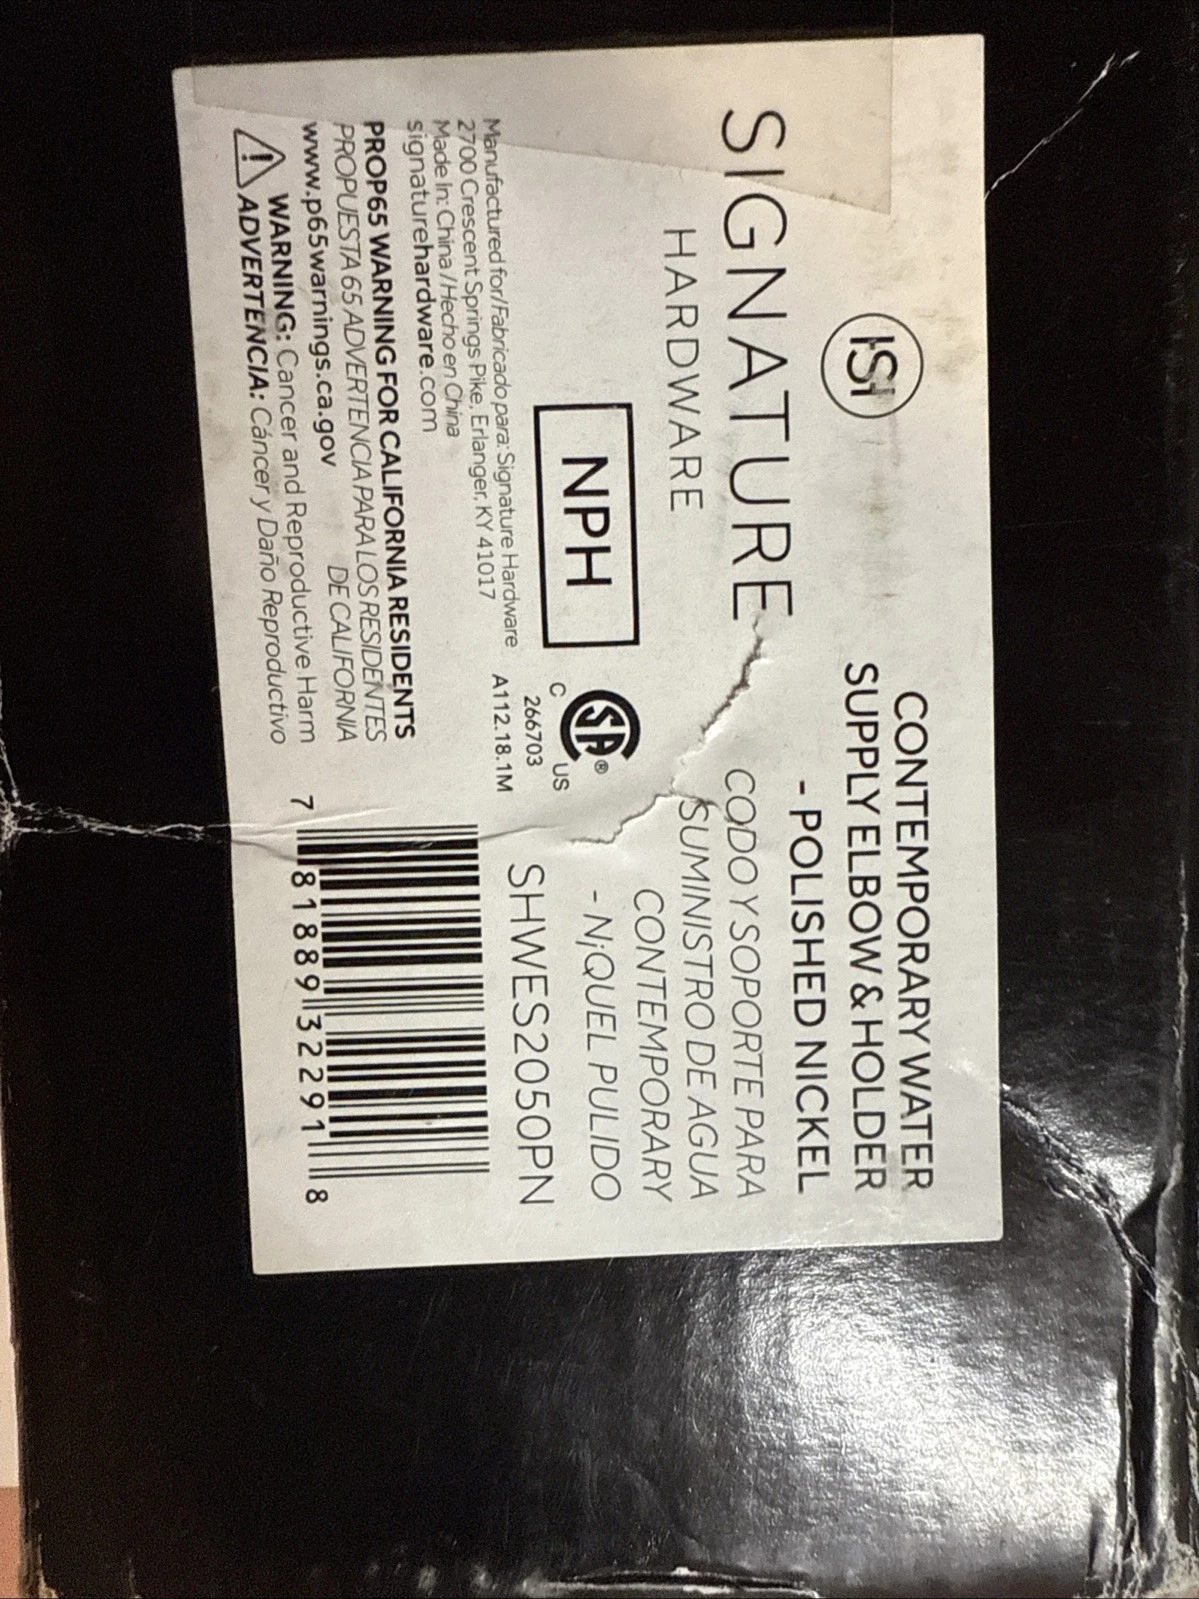 SIGNATURE
HARDWARE
CONTEMPORARY WATER
SUPPLY ELBOW & HOLDER
- POLISHED NICKEL
CODO Y SOPORTE PARA
SUMINISTRO DE AGUA
CONTEMPORARY
- N¡QUEL PULIDO
SHWES2050PN
NPH
SA®
C US
266703
A112.18.1M
Manufactured for/Fabricado para: Signature Hardware
2700 Crescent Springs Pike, Erlanger, KY 41017
Made In: China / Hecho en China
signaturehardware.com
PROP65 WARNING FOR CALIFORNIA RESIDENTS
PROPUESTA 65 ADVERTENCIA PARA LOS RESIDENTES
DE CALIFORNIA
www.p65warnings.ca.gov
WARNING: Cancer and Reproductive Harm
ADVERTENCIA: Cáncer y Daño Reproductivo
7 81889 32291 8